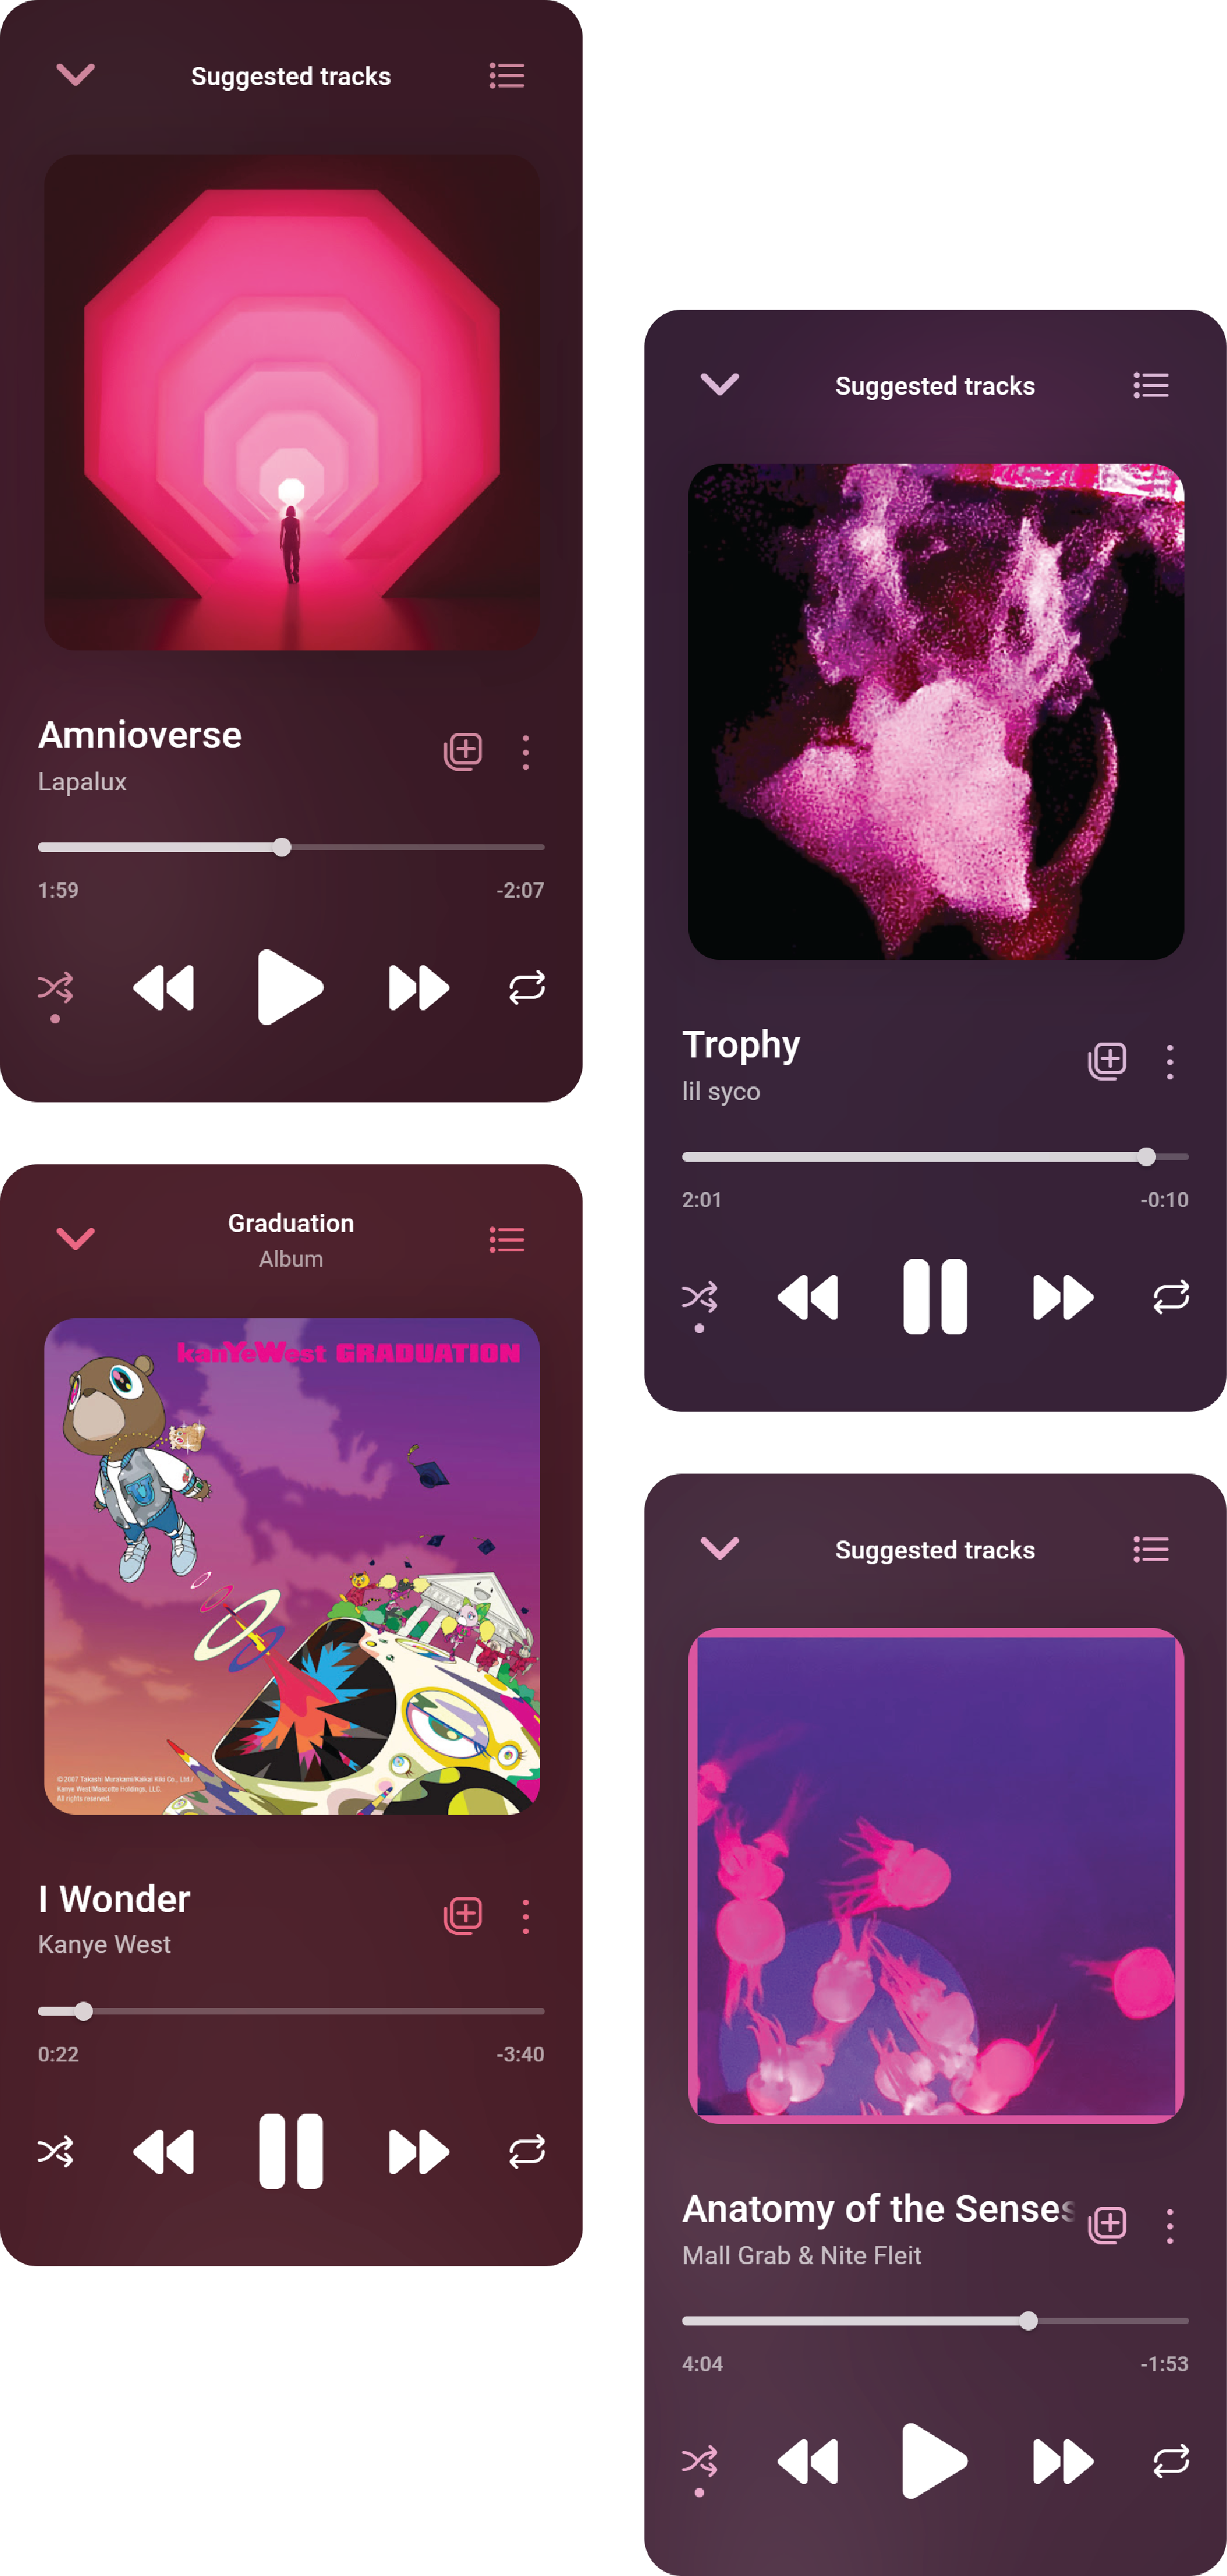 Suggested tracks
Amnioverse
Lapalux
1:59
-2:07
Graduation
Album
kanYeWest GRADUATION
©2007 Takashi Murakami/Kaikai Kiki Co., Ltd./
Kanye West/Mascotte Holdings, LLC.
All rights reserved.
I Wonder
Kanye West
0:22
-3:40
Suggested tracks
Trophy
lil syco
2:01
-0:10
Suggested tracks
Anatomy of the Senses
Mall Grab & Nite Fleit
4:04
-1:53